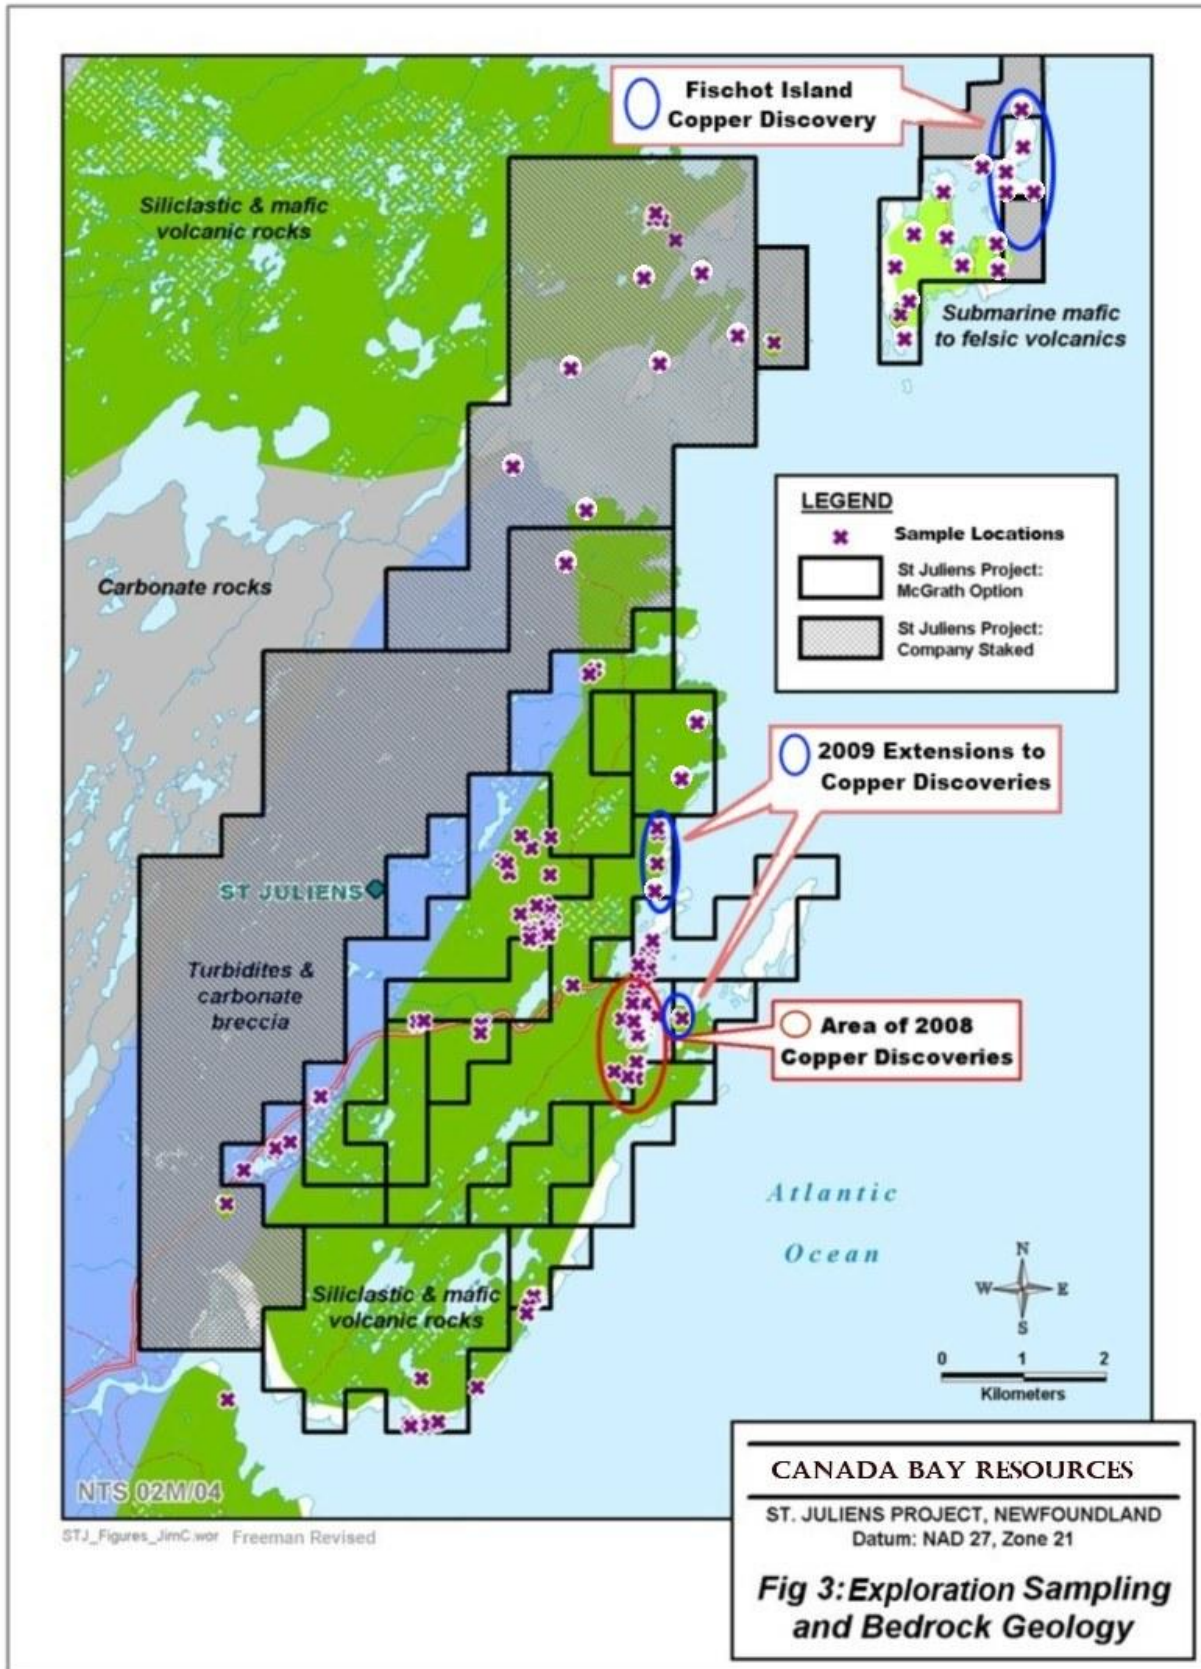 Fischot Island
Copper Discovery
Siliclastic & mafic
volcanic rocks
Submarine mafic
to felsic volcanics
LEGEND
Sample Locations
St Juliens Project:
McGrath Option
St Juliens Project:
Company Staked
Carbonate rocks
2009 Extensions to
Copper Discoveries
ST JULIENS
Turbidites &
carbonate
breccia
Area of 2008
Copper Discoveries
Atlantic
Ocean
N
W E
S
Siliclastic & mafic
volcanic rocks
0 1 2
Kilometers
NTS 02M/04
STJ_Figures_JimC.wor Freeman Revised
CANADA BAY RESOURCES
ST. JULIENS PROJECT, NEWFOUNDLAND
Datum: NAD 27, Zone 21
Fig 3:Exploration Sampling
and Bedrock Geology